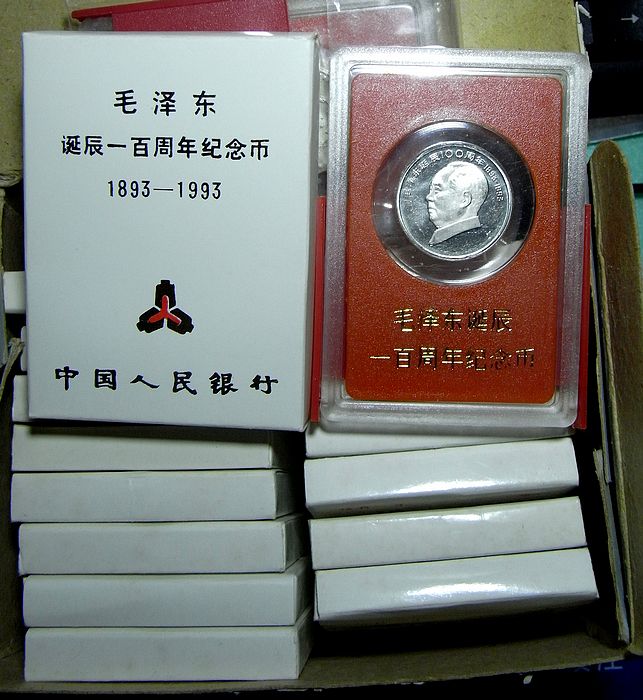 毛泽东
诞辰一百周年纪念币
1893—1993
中国人民银行
毛泽东诞辰
一百周年纪念币